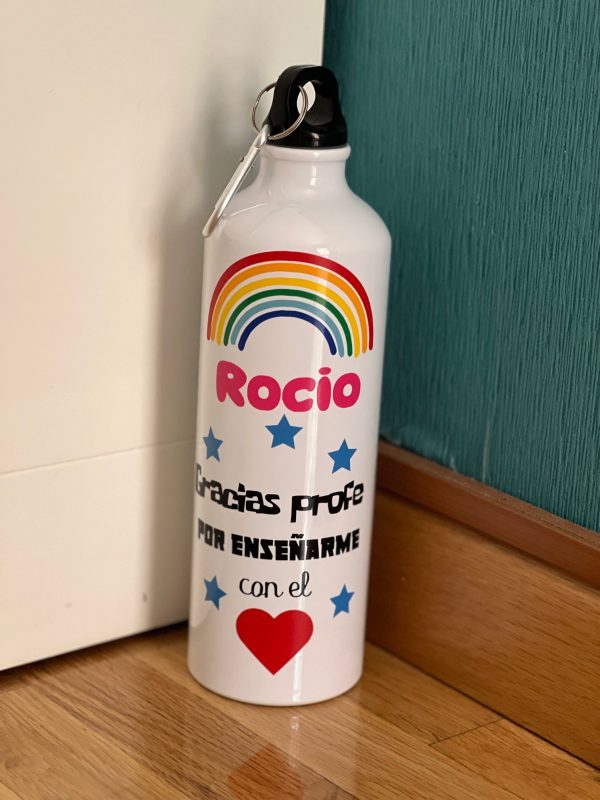 Rocio
Gracias profe
POR ENSEÑARME
con el